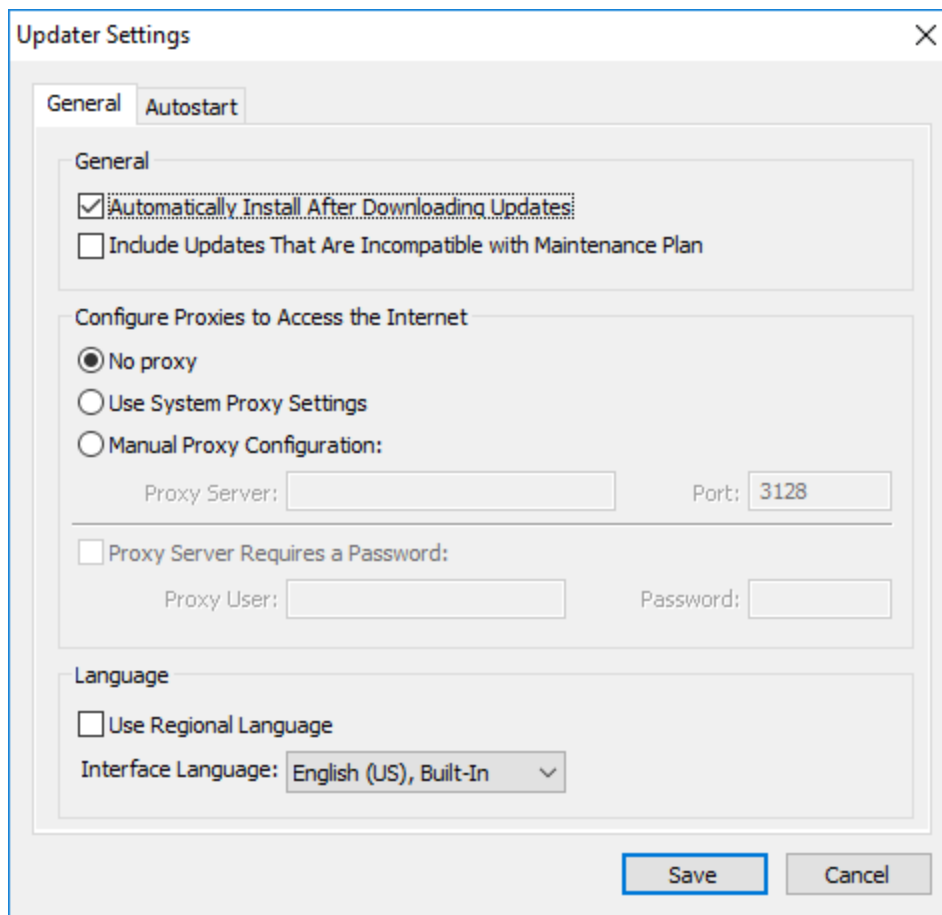 Updater Settings
General Autostart
General
Automatically Install After Downloading Updates
Include Updates That Are Incompatible with Maintenance Plan
Configure Proxies to Access the Internet
No proxy
Use System Proxy Settings
Manual Proxy Configuration:
Proxy Server: Port: 3128
Proxy Server Requires a Password:
Proxy User: Password:
Language
Use Regional Language
Interface Language: English (US), Built-In
Save Cancel